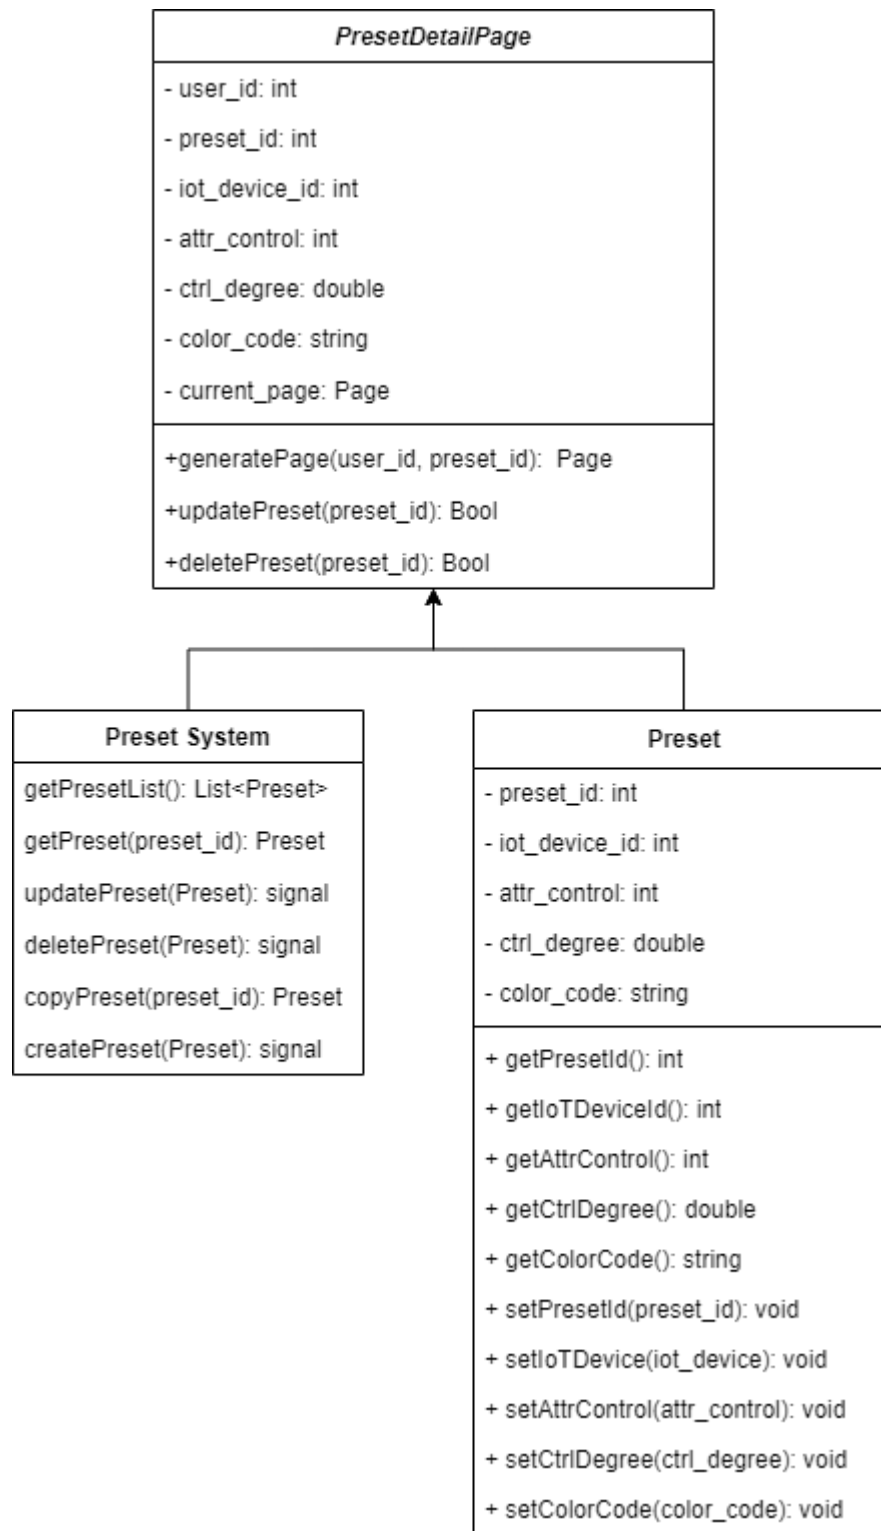 PresetDetailPage
- user_id: int
- preset_id: int
- iot_device_id: int
- attr_control: int
- ctrl_degree: double
- color_code: string
- current_page: Page
+generatePage(user_id, preset_id):  Page
+updatePreset(preset_id): Bool
+deletePreset(preset_id): Bool
Preset System
getPresetList(): List<Preset>
getPreset(preset_id): Preset
updatePreset(Preset): signal
deletePreset(Preset): signal
copyPreset(preset_id): Preset
createPreset(Preset): signal
Preset
- preset_id: int
- iot_device_id: int
- attr_control: int
- ctrl_degree: double
- color_code: string
+ getPresetId(): int
+ getIoTDeviceId(): int
+ getAttrControl(): int
+ getCtrlDegree(): double
+ getColorCode(): string
+ setPresetId(preset_id): void
+ setIoTDevice(iot_device): void
+ setAttrControl(attr_control): void
+ setCtrlDegree(ctrl_degree): void
+ setColorCode(color_code): void